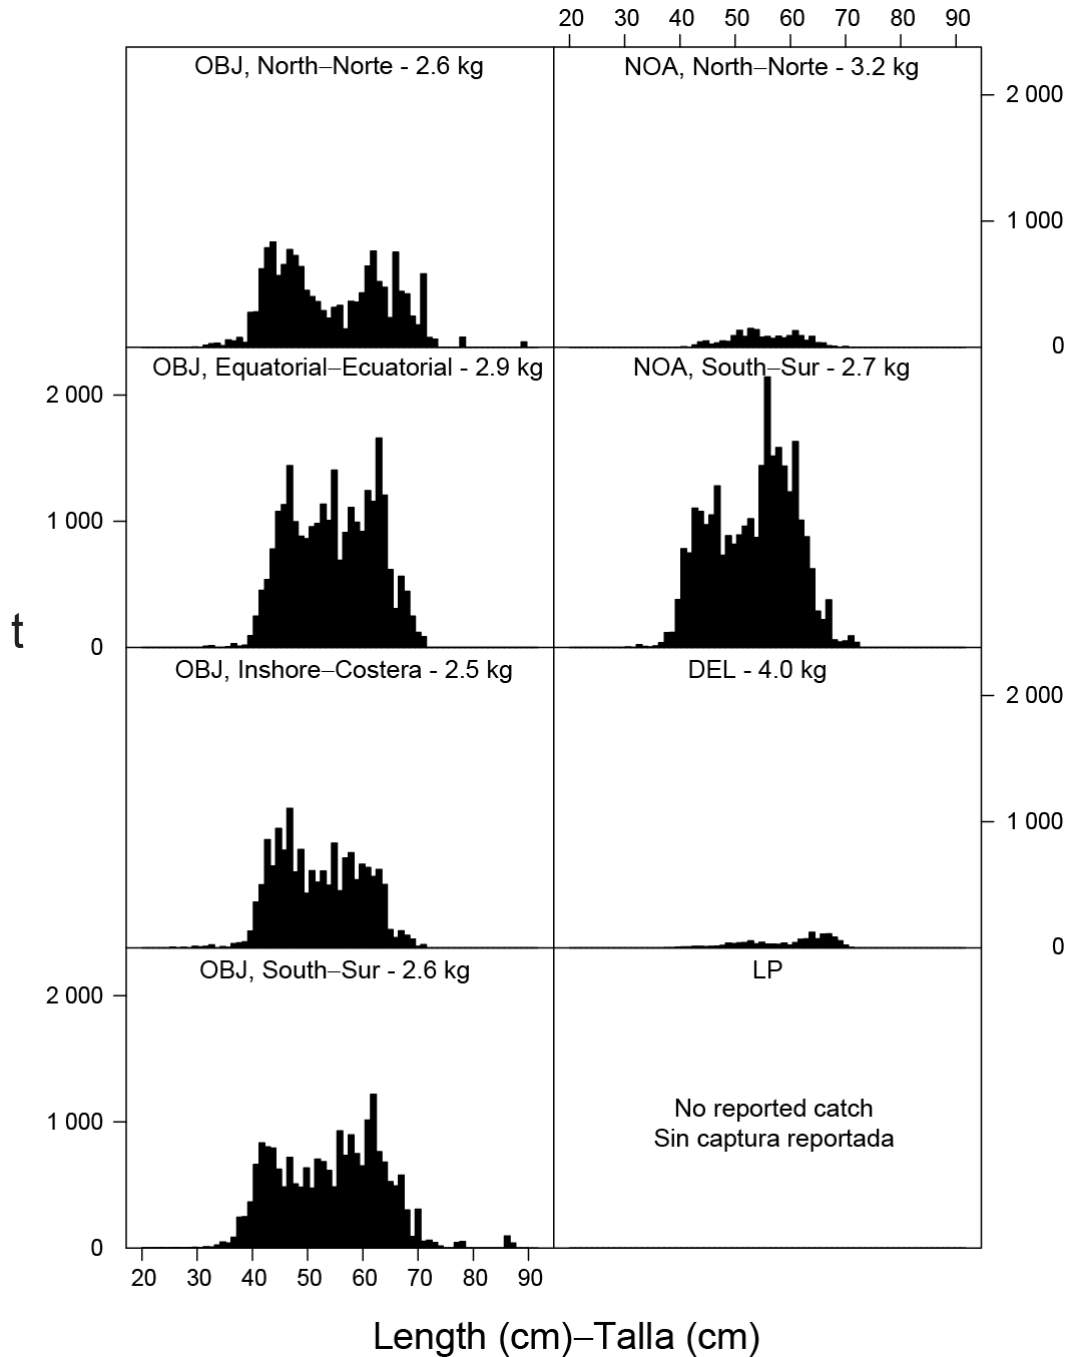 20 30 40 50 60 70 80 90
OBJ, North–Norte - 2.6 kg
NOA, North–Norte - 3.2 kg
2 000
1 000
0
OBJ, Equatorial–Ecuatorial - 2.9 kg
NOA, South–Sur - 2.7 kg
2 000
1 000
t
0
OBJ, Inshore–Costera - 2.5 kg
DEL - 4.0 kg
2 000
1 000
0
OBJ, South–Sur - 2.6 kg
LP
2 000
1 000
0
No reported catch
Sin captura reportada
20 30 40 50 60 70 80 90
Length (cm)–Talla (cm)